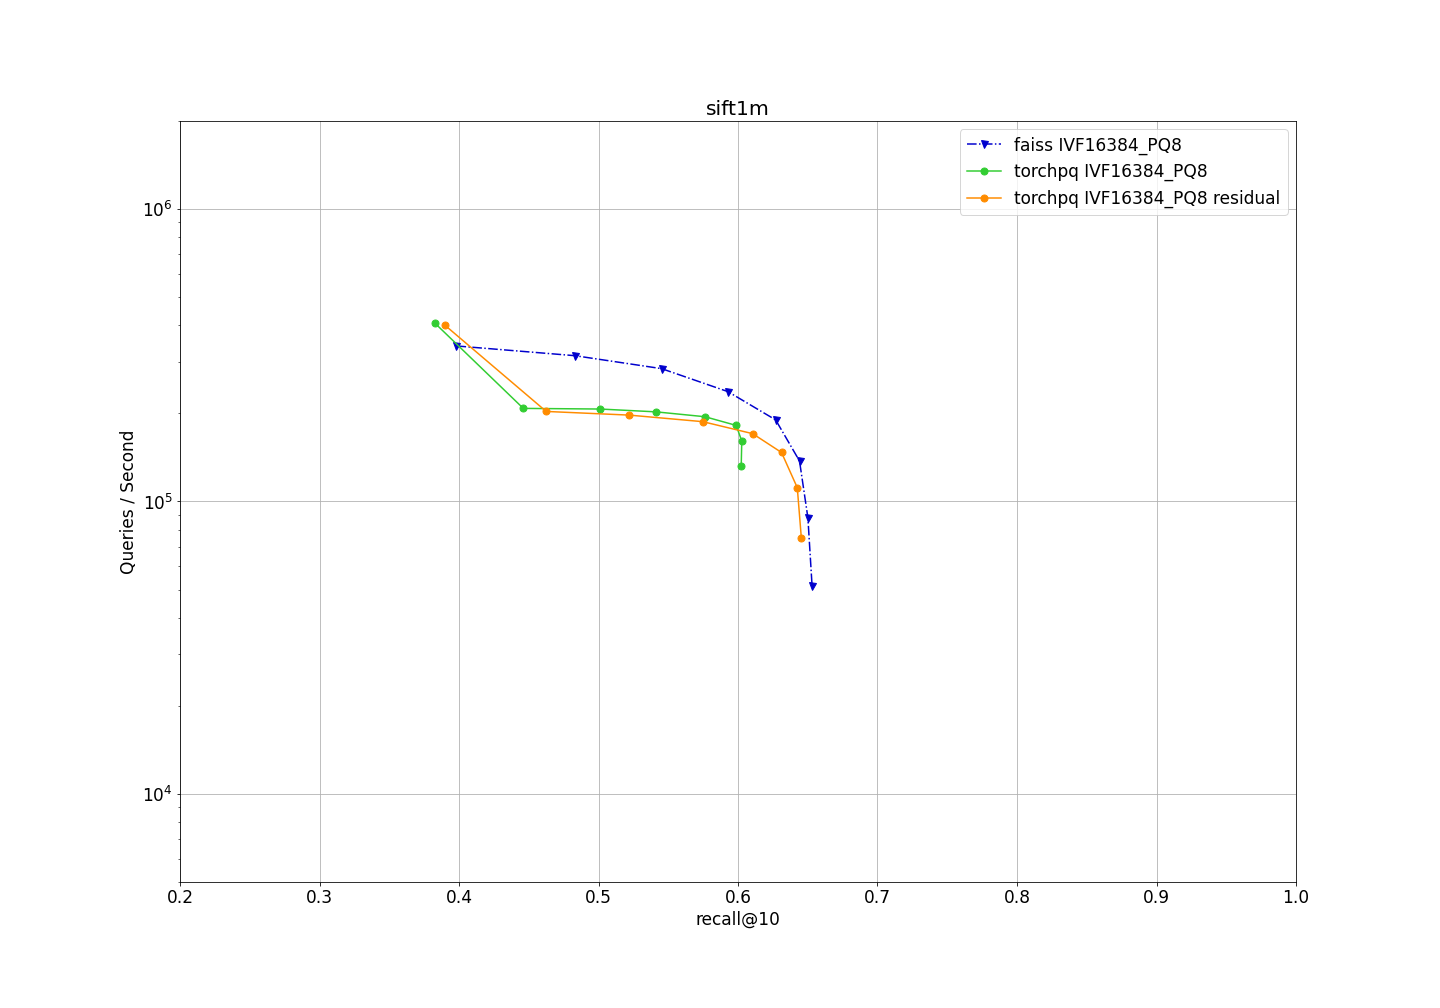 sift1m
faiss IVF16384_PQ8
torchpq IVF16384_PQ8
torchpq IVF16384_PQ8 residual
10⁶
10⁵
10⁴
Queries / Second
0.2 0.3 0.4 0.5 0.6 0.7 0.8 0.9 1.0
recall@10